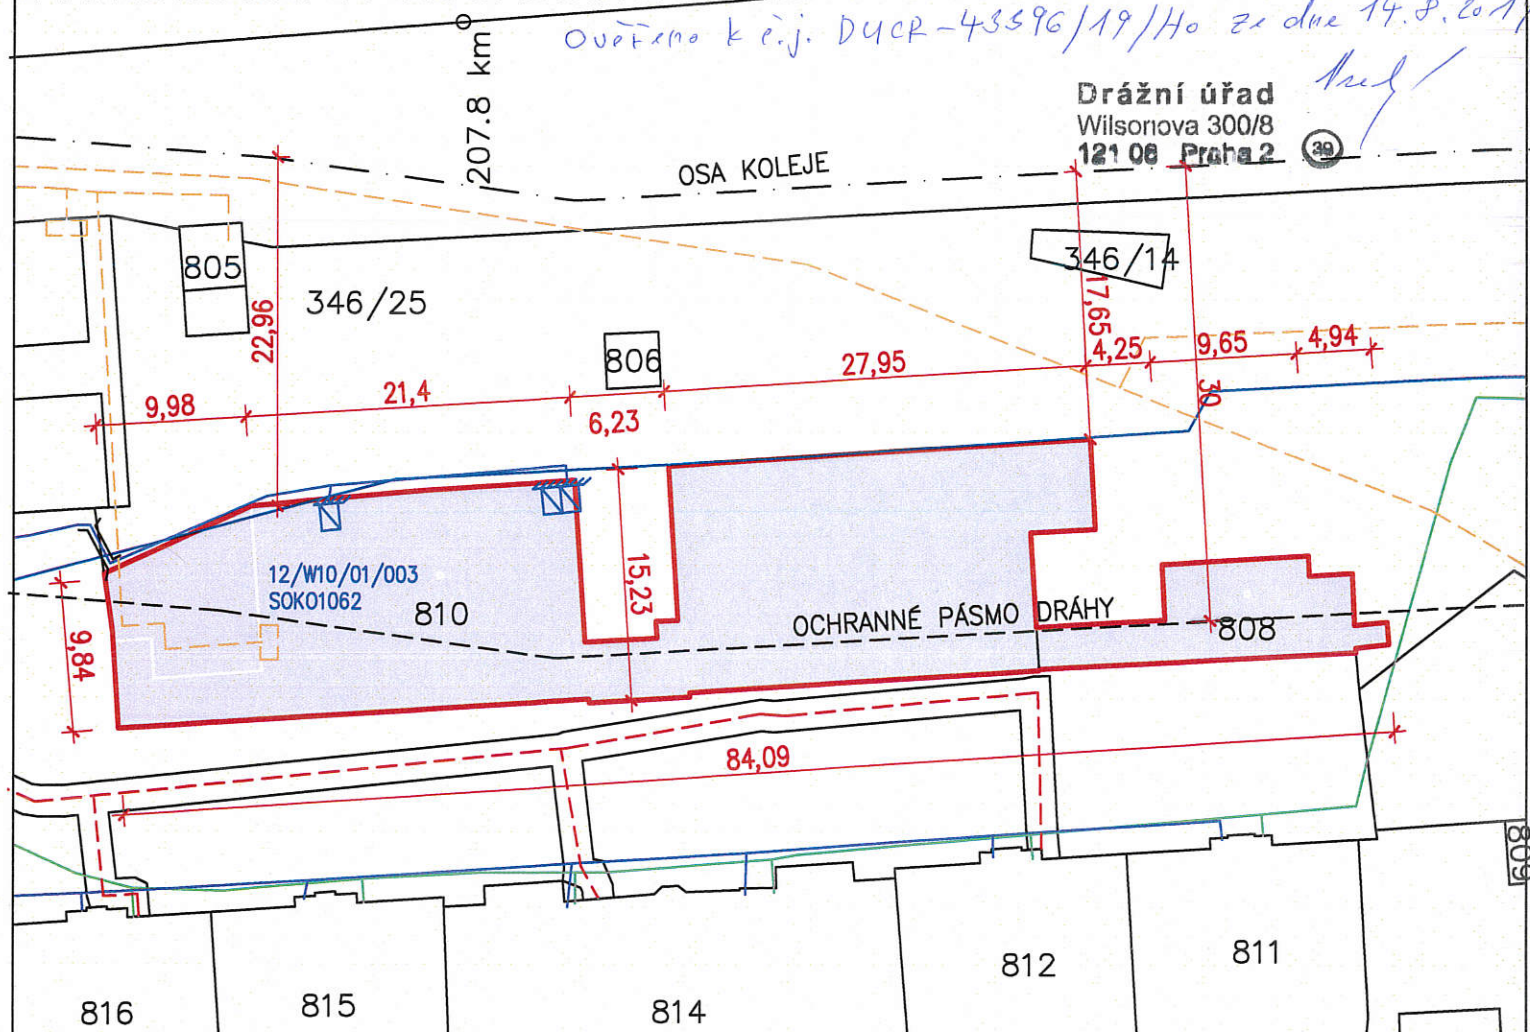 Ověřeno k č.j. DUCR-43596/19/Ho ze dne 14.8.201
Drážní úřad
Wilsonova 300/8
121 06 Praha 2
39
207.8 km
OSA KOLEJE
805
346/25
346/14
806
22,96
17,65
9,98
21,4
6,23
27,95
4,25
9,65
4,94
30
12/W10/01/003
SOKO1062
810
15,23
OCHRANNÉ PÁSMO DRÁHY
808
9,84
84,09
809
816
815
814
812
811